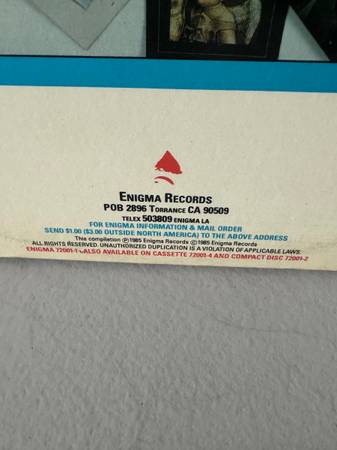 ENIGMA RECORDS
POB 2896 TORRANCE CA 90509
TELEX 503809 ENIGMA LA
FOR ENIGMA INFORMATION & MAIL ORDER
SEND $1.00 ($3.00 OUTSIDE NORTH AMERICA) TO THE ABOVE ADDRESS
This compilation ℗1985 Enigma Records ©1985 Enigma Records
ALL RIGHTS RESERVED. UNAUTHORIZED DUPLICATION IS A VIOLATION OF APPLICABLE LAWS.
ENIGMA 72001-1 ALSO AVAILABLE ON CASSETTE 72001-4 AND COMPACT DISC 72001-2